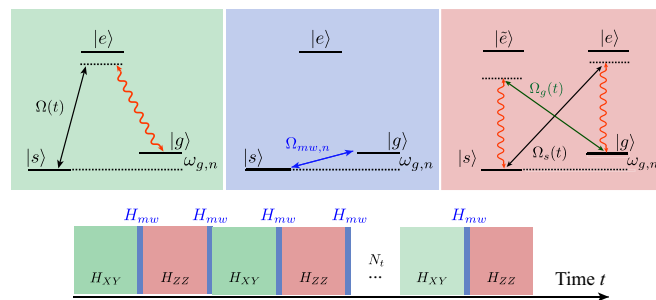 |e⟩ |e⟩ |ẽ⟩ |e⟩
Ω(t) Ω_g(t)
|s⟩ |g⟩ Ω_{mw,n} |g⟩ |s⟩ Ω_s(t) |g⟩
ω_{g,n} ω_{g,n} ω_{g,n}
|s⟩
H_{mw} H_{mw} H_{mw} H_{mw} H_{mw}
N_t
...
H_{XY} H_{ZZ} H_{XY} H_{ZZ} H_{XY} H_{ZZ}
Time t